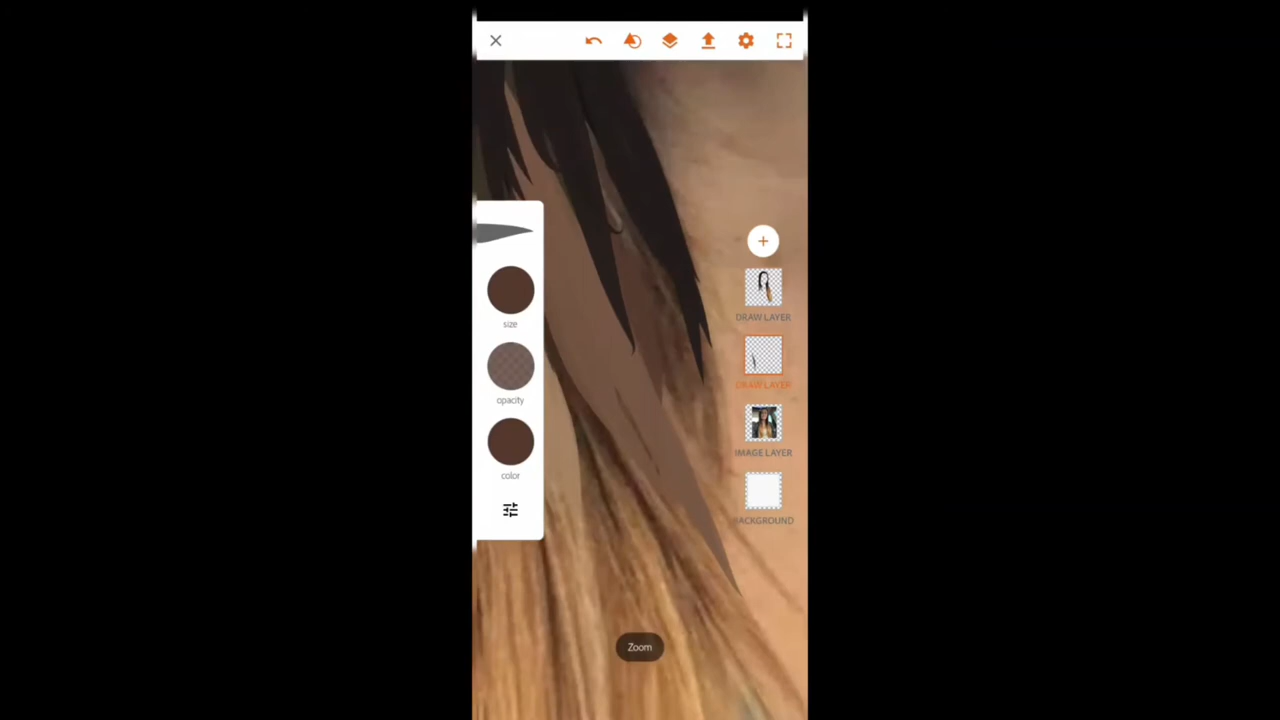 size
opacity
color
DRAW LAYER
DRAW LAYER
IMAGE LAYER
BACKGROUND
Zoom